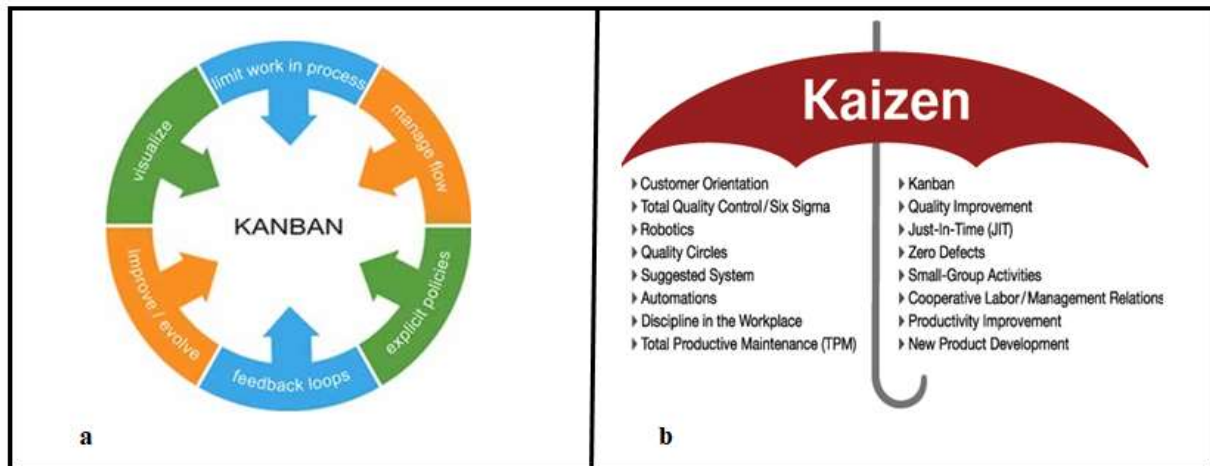 limit work in process
manage flow
explicit policies
feedback loops
improve / evolve
visualize
KANBAN
a
Kaizen
Customer Orientation
Total Quality Control/Six Sigma
Robotics
Quality Circles
Suggested System
Automations
Discipline in the Workplace
Total Productive Maintenance (TPM)
Kanban
Quality Improvement
Just-In-Time (JIT)
Zero Defects
Small-Group Activities
Cooperative Labor/Management Relations
Productivity Improvement
New Product Development
b